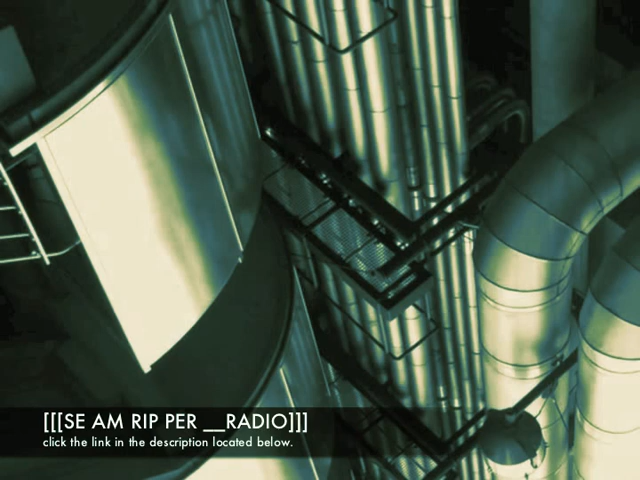 [[[SE AM RIP PER __RADIO]]]
click the link in the description located below.